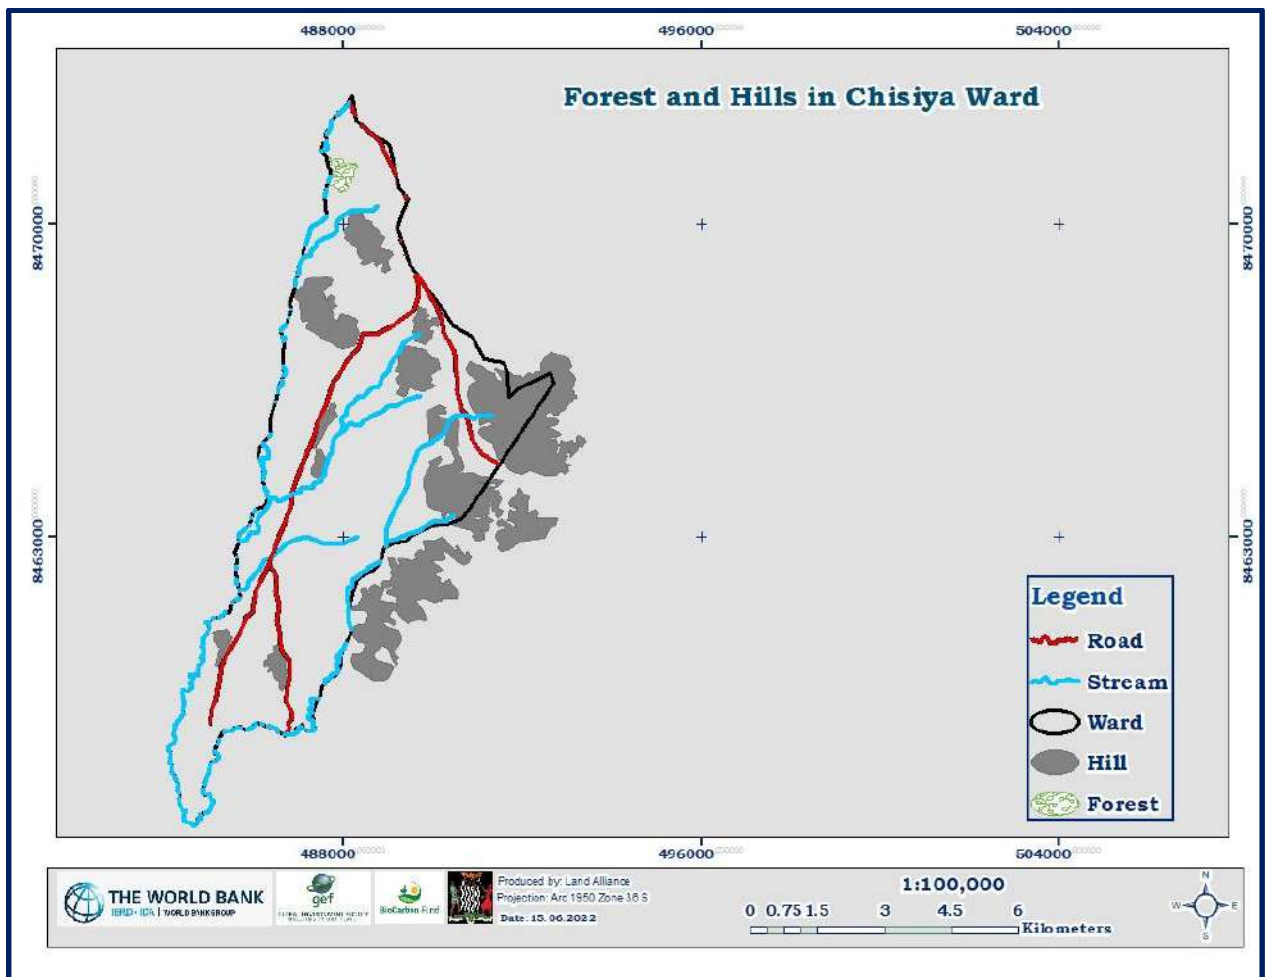 488000 496000 504000
Forest and Hills in Chisiya Ward
8470000 8470000
8463000 8463000
Legend
Road
Stream
Ward
Hill
Forest
488000 496000 504000
THE WORLD BANK
IBRD • IDA | WORLD BANK GROUP
gef
BioCarbon Fund
Produced by: Land Alliance
Projection: Arc 1950 Zone 36 S
Date: 15.06.2022
1:100,000
0 0.75 1.5 3 4.5 6
Kilometers
N
W E
S